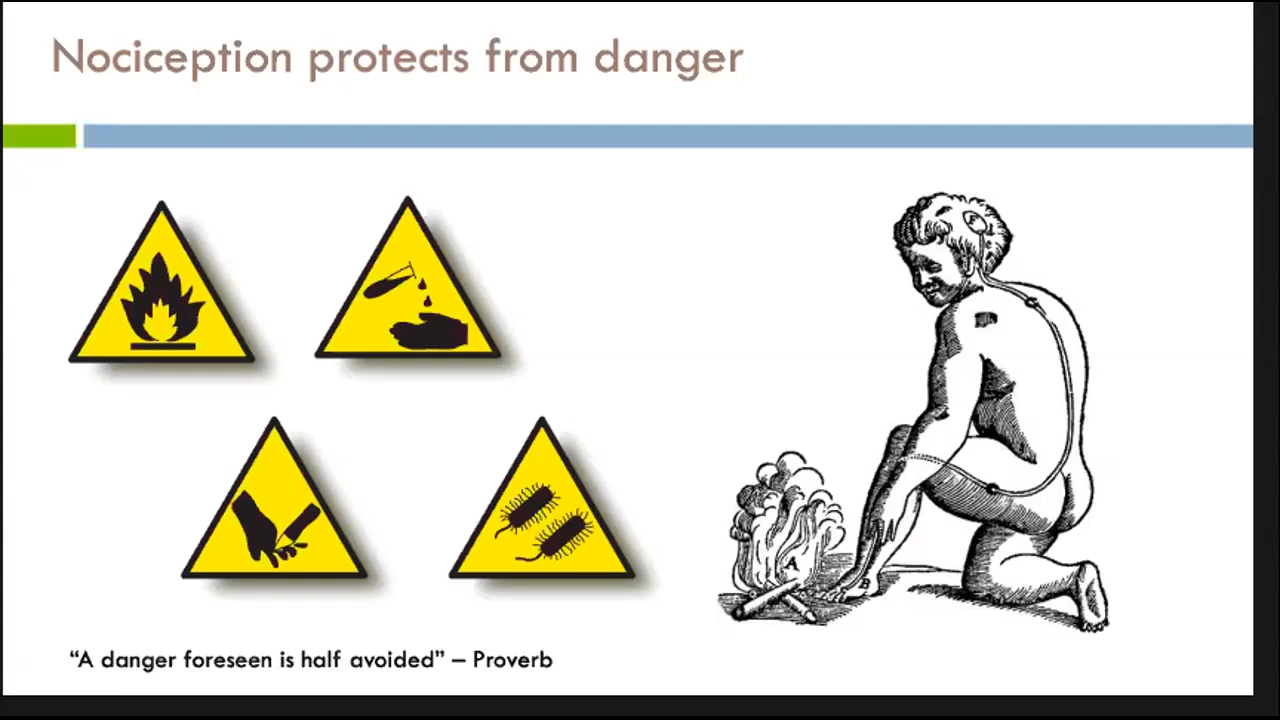 Nociception protects from danger
A
B
“A danger foreseen is half avoided” – Proverb